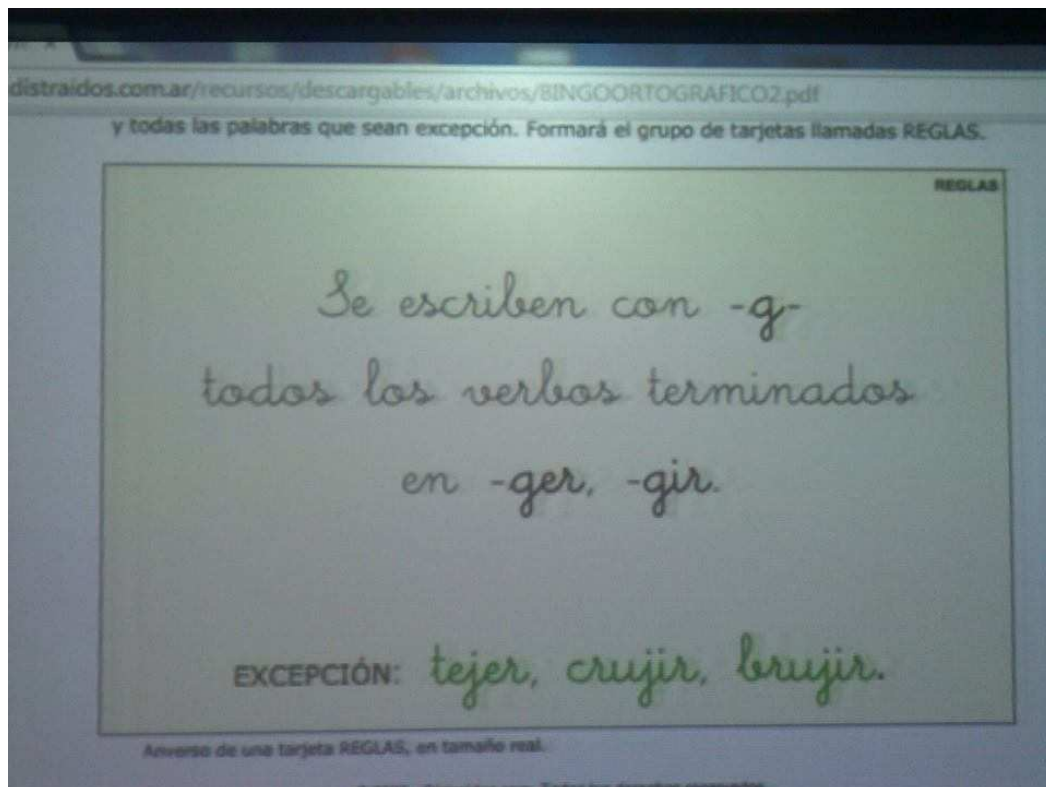 distraidos.com.ar/recursos/descargables/archivos/BINGOORTOGRAFICO2.pdf
y todas las palabras que sean excepción. Formará el grupo de tarjetas llamadas REGLAS.
REGLAS
Se escriben con -g-
todos los verbos terminados
en -ger, -gir.
EXCEPCIÓN: tejer, crujir, brujir.
Anverso de una tarjeta REGLAS, en tamaño real.